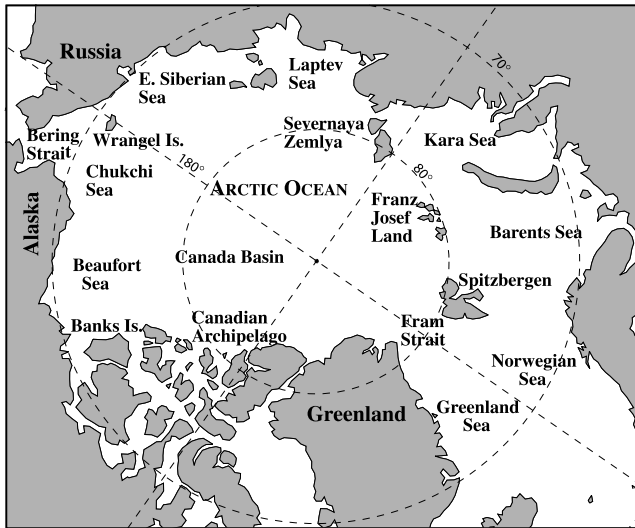 Russia
E. Siberian
Sea
Laptev
Sea
70°
Bering
Strait
Wrangel Is.
Severnaya
Zemlya
Kara Sea
180°
80°
Chukchi
Sea
ARCTIC OCEAN
Franz
Josef
Land
Alaska
Barents Sea
Canada Basin
Beaufort
Sea
Spitzbergen
Banks Is.
Canadian
Archipelago
Fram
Strait
Norwegian
Sea
Greenland
Greenland
Sea